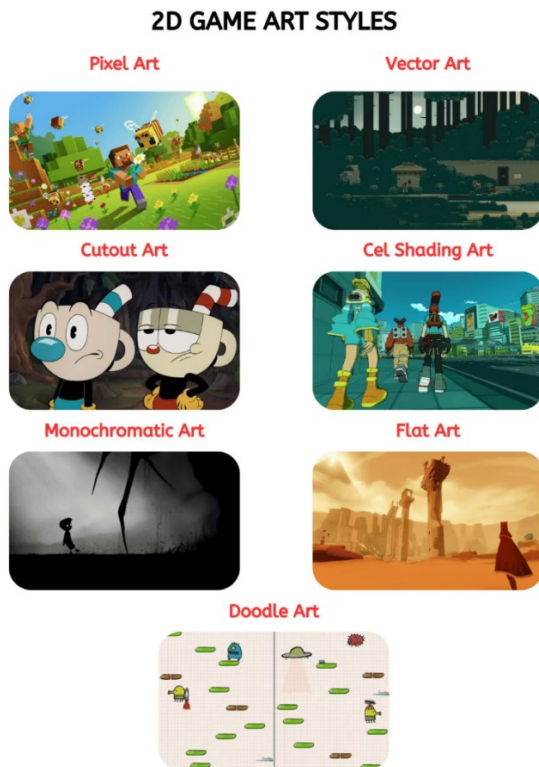 2D GAME ART STYLES
Pixel Art
Vector Art
Cutout Art
Cel Shading Art
Monochromatic Art
Flat Art
Doodle Art